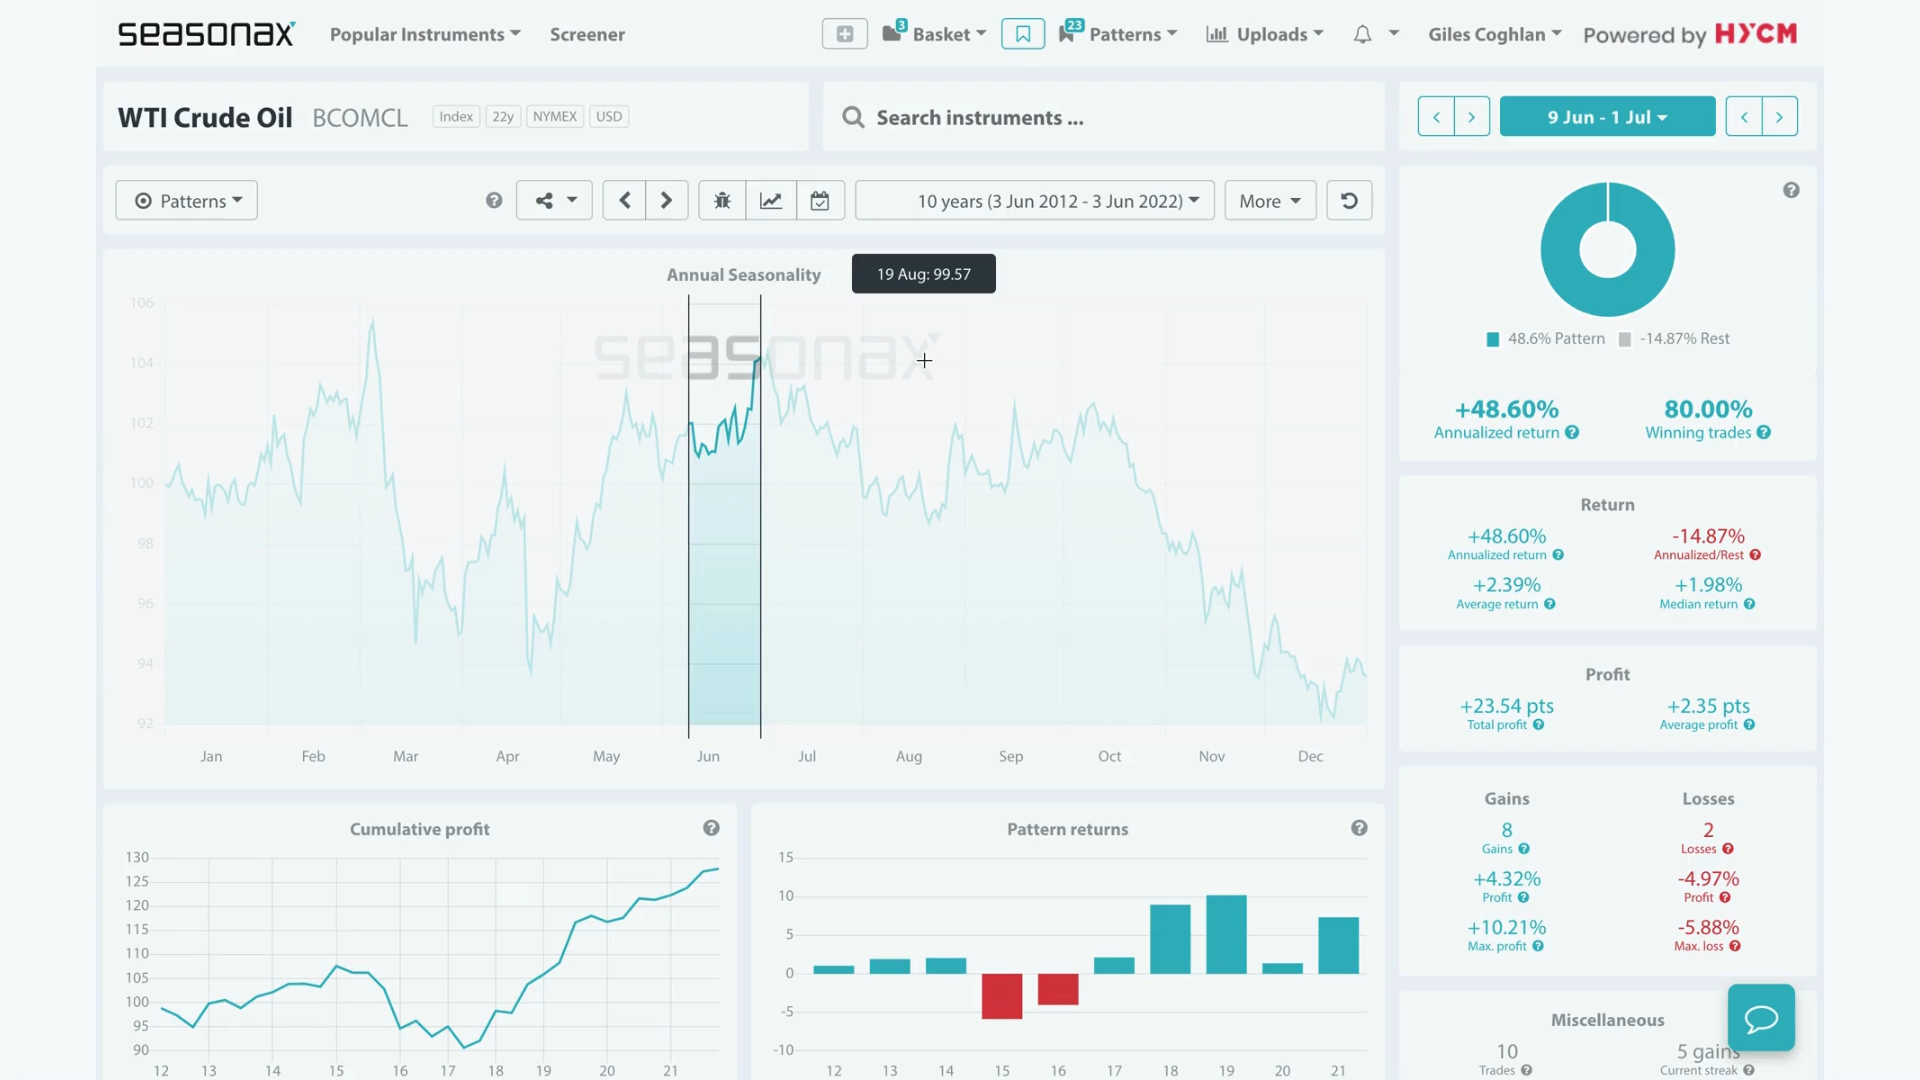 seasonax Popular Instruments Screener 3 Basket 23 Patterns Uploads Giles Coghlan Powered by HYCM
WTI Crude Oil BCOMCL Index 22y NYMEX USD
Search instruments ...
9 Jun - 1 Jul
Patterns
10 years (3 Jun 2012 - 3 Jun 2022)
More
Annual Seasonality
19 Aug: 99.57
seasonax
106
104
102
100
98
96
94
92
Jan Feb Mar Apr May Jun Jul Aug Sep Oct Nov Dec
48.6% Pattern -14.87% Rest
+48.60% 80.00%
Annualized return Winning trades
Return
+48.60% -14.87%
Annualized return Annualized/Rest
+2.39% +1.98%
Average return Median return
Profit
+23.54 pts +2.35 pts
Total profit Average profit
Gains Losses
8 2
Gains Losses
+4.32% -4.97%
Profit Profit
+10.21% -5.88%
Max. profit Max. loss
Miscellaneous
10 5 gains
Trades Current streak
Cumulative profit
130
125
120
115
110
105
100
95
90
12 13 14 15 16 17 18 19 20 21
Pattern returns
15
10
5
0
-5
-10
12 13 14 15 16 17 18 19 20 21